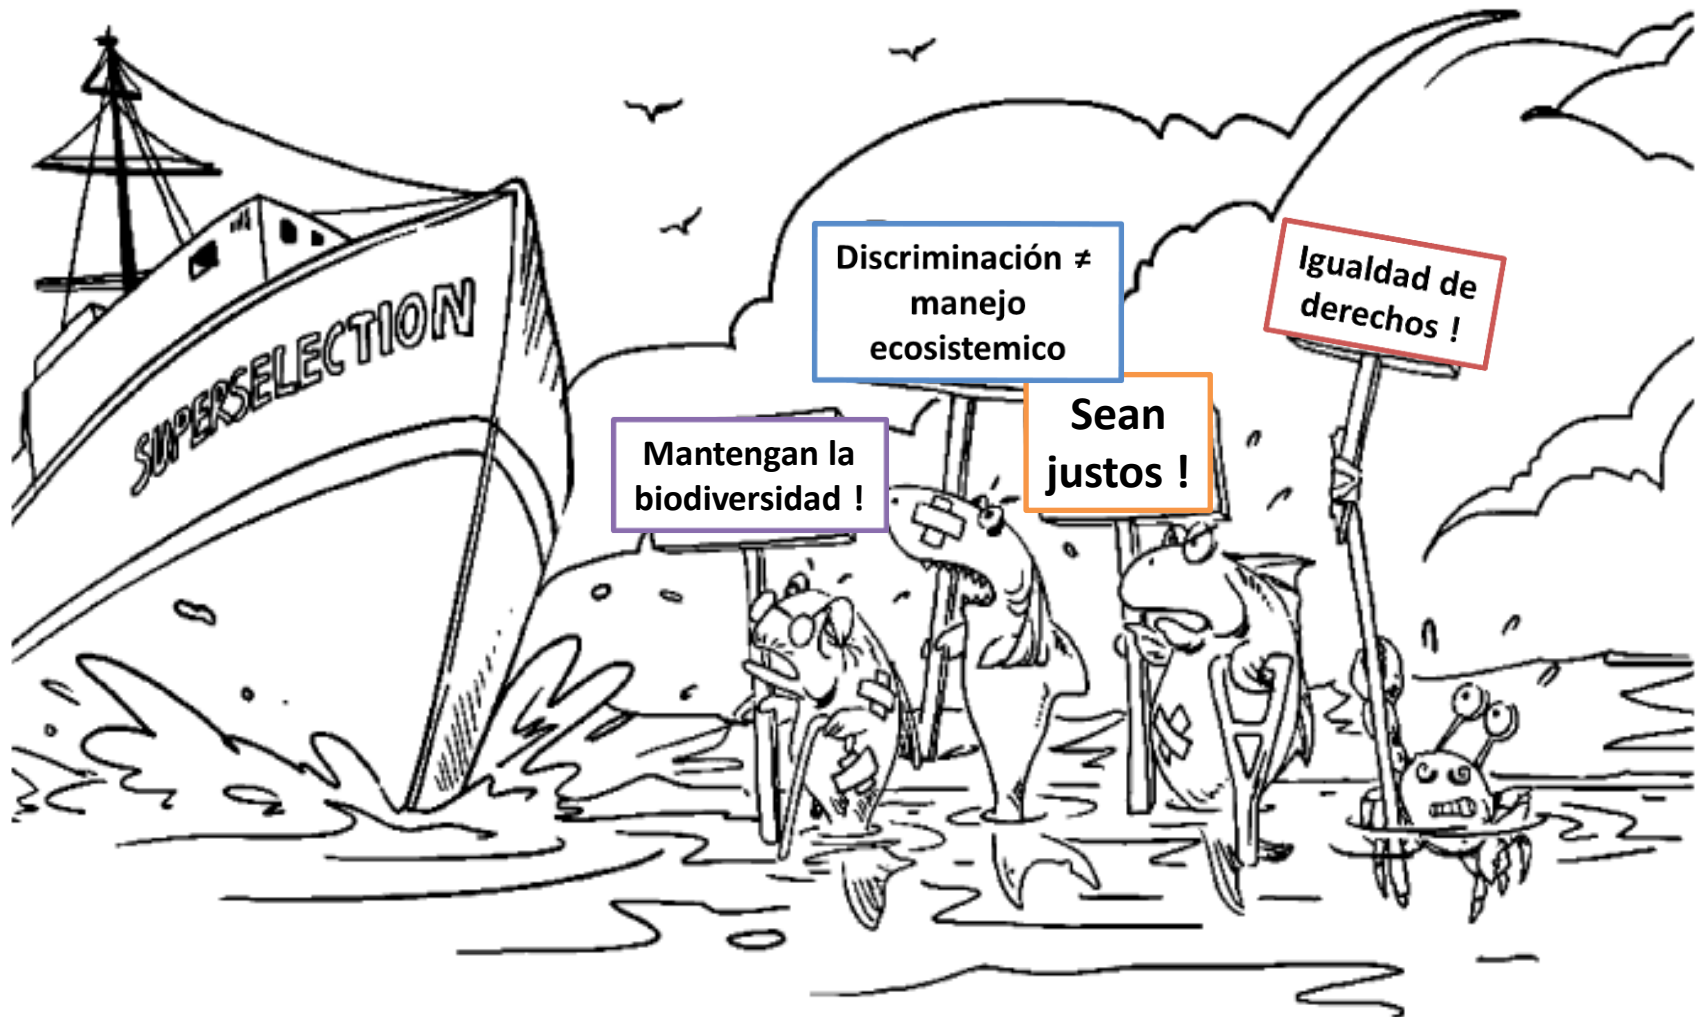 SUPERSELECTION
Discriminación ≠
manejo
ecosistemico
Igualdad de
derechos !
Sean
justos !
Mantengan la
biodiversidad !